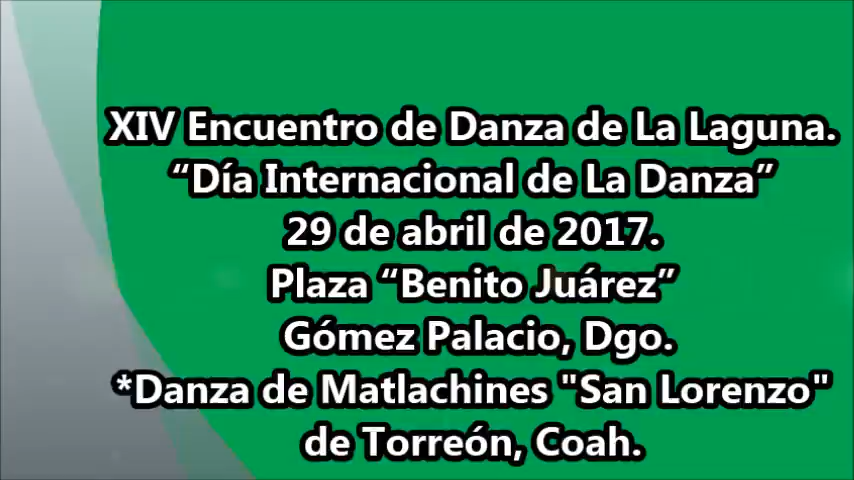 XIV Encuentro de Danza de La Laguna.
“Día Internacional de La Danza”
29 de abril de 2017.
Plaza “Benito Juárez”
Gómez Palacio, Dgo.
*Danza de Matlachines "San Lorenzo"
de Torreón, Coah.